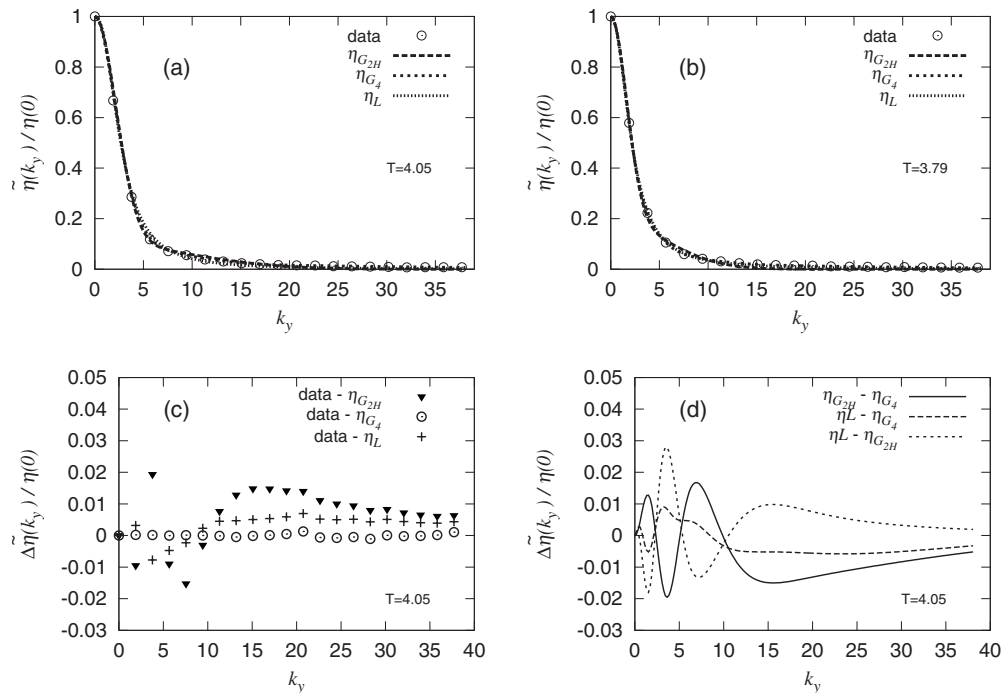 (a)
data
η_{G_{2H}}
η_{G_4}
η_L
T=4.05
1
0.8
0.6
0.4
0.2
0
0 5 10 15 20 25 30 35
k_y
η̃(k_y) / η(0)
(b)
data
η_{G_{2H}}
η_{G_4}
η_L
T=3.79
1
0.8
0.6
0.4
0.2
0
0 5 10 15 20 25 30 35
k_y
η̃(k_y) / η(0)
(c)
data - η_{G_{2H}}
data - η_{G_4}
data - η_L
T=4.05
0.05
0.04
0.03
0.02
0.01
0
-0.01
-0.02
-0.03
0 5 10 15 20 25 30 35 40
k_y
Δη̃(k_y) / η(0)
(d)
η_{G_{2H}} - η_{G_4}
ηL - η_{G_4}
ηL - η_{G_{2H}}
T=4.05
0.05
0.04
0.03
0.02
0.01
0
-0.01
-0.02
-0.03
0 5 10 15 20 25 30 35 40
k_y
Δη̃(k_y) / η(0)